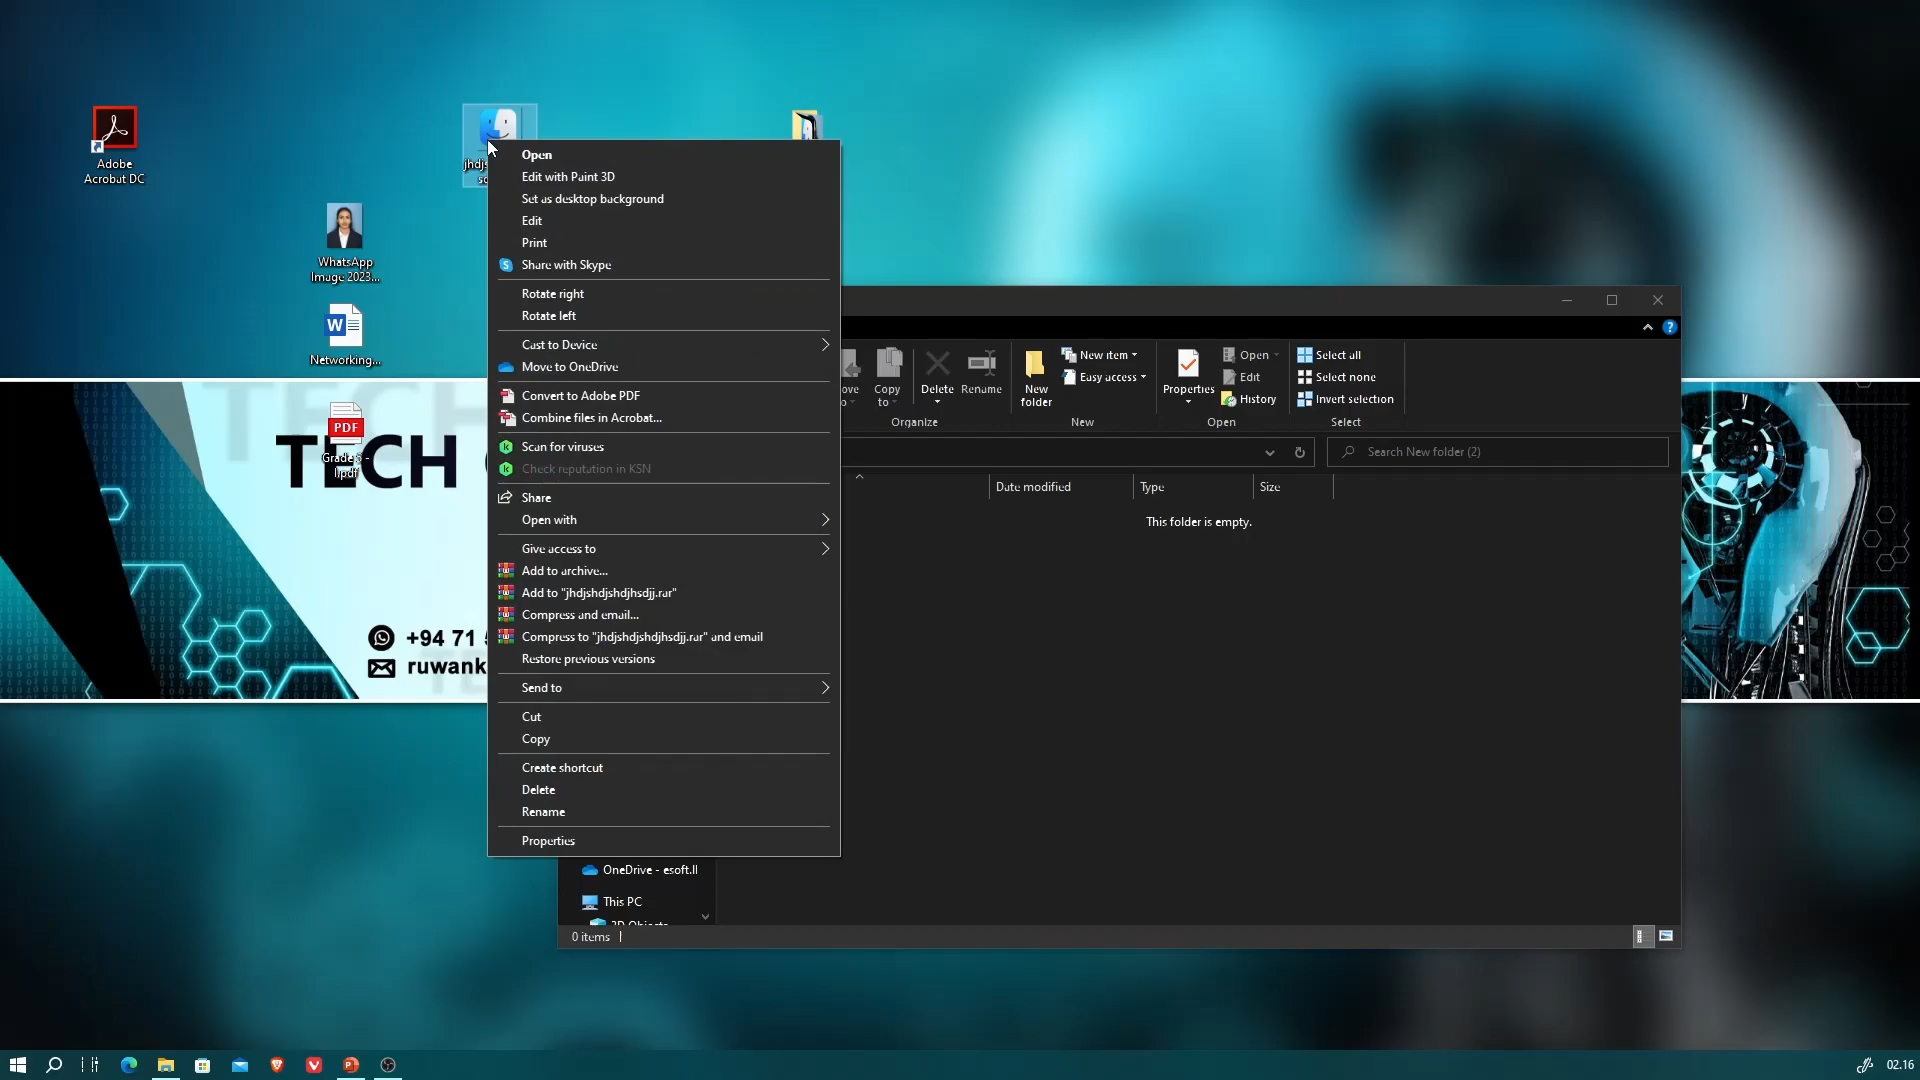 Adobe
Acrobat DC
WhatsApp
Image 2023...
Networking...
PDF
Grade 5 -
TECH
+94 71
ruwank
Open
Edit with Paint 3D
Set as desktop background
Edit
Print
Share with Skype
Rotate right
Rotate left
Cast to Device
Move to OneDrive
Convert to Adobe PDF
Combine files in Acrobat...
Scan for viruses
Check reputation in KSN
Share
Open with
Give access to
Add to archive...
Add to "jhdjshdjshdjhsdjj.rar"
Compress and email...
Compress to "jhdjshdjshdjhsdjj.rar" and email
Restore previous versions
Send to
Cut
Copy
Create shortcut
Delete
Rename
Properties
Copy
to
Delete
Rename
Organize
New
folder
New item
Easy access
New
Properties
Open
Edit
History
Open
Select all
Select none
Invert selection
Select
Search New folder (2)
Date modified
Type
Size
This folder is empty.
OneDrive - esoft.ll
This PC
3D Objects
0 items
02.16